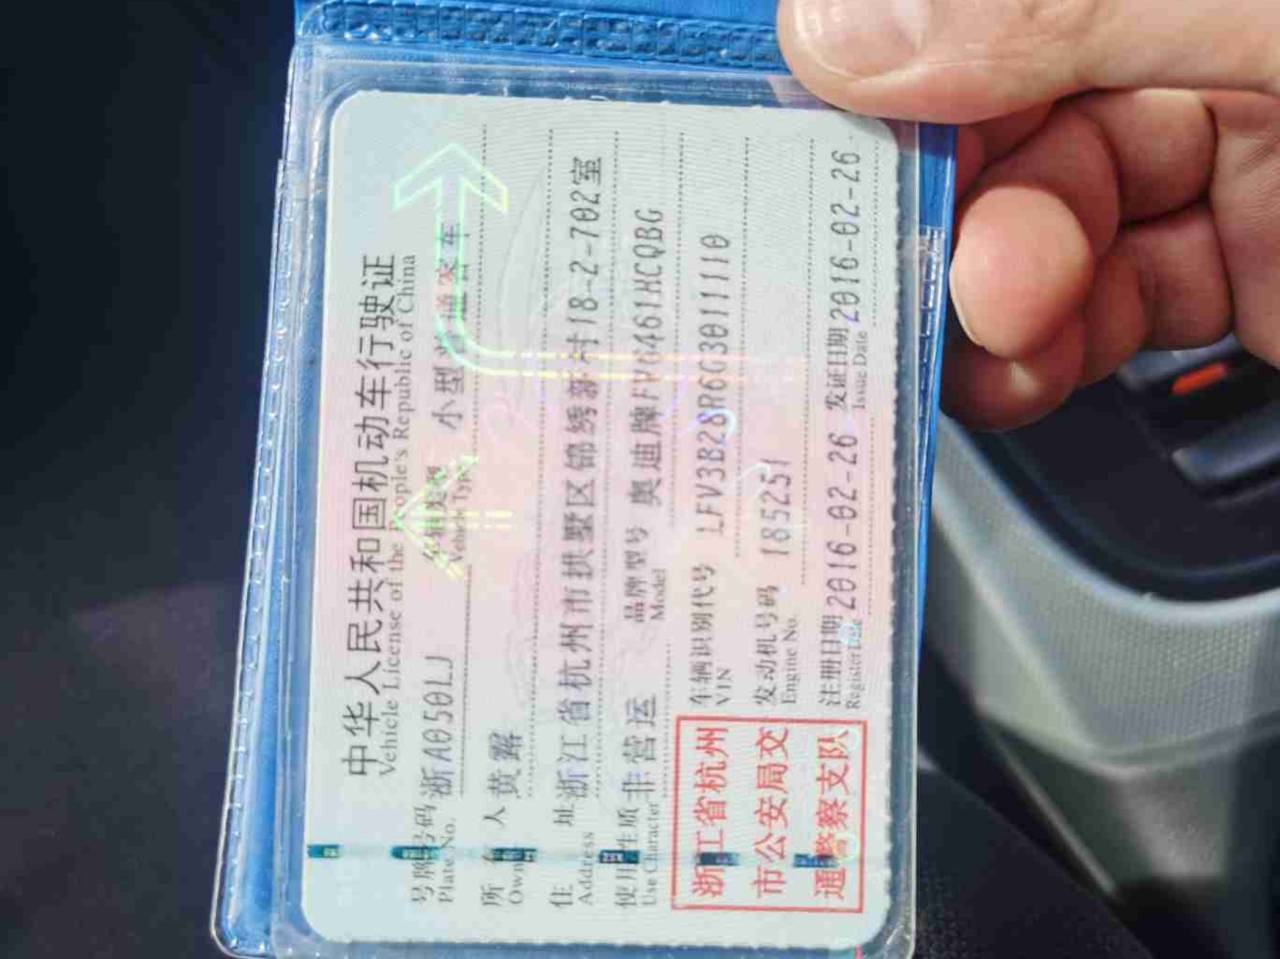 中华人民共和国机动车行驶证
Vehicle License of the People's Republic of China
号牌号码 浙A050LJ 车辆类型 小型普通客车
Plate No. Vehicle Type
所有人 黄露
Owner
住址 浙江省杭州市拱墅区锦绣新村18-2-702室
Address
使用性质 非营运 品牌型号 奥迪牌FV6461HCQBG
Use Character Model
浙江省杭州
市公安局交
通警察支队
车辆识别代号 LFV3B28R6G3011110
VIN
发动机号码 185251
Engine No.
注册日期 2016-02-26 发证日期 2016-02-26
Register Date Issue Date